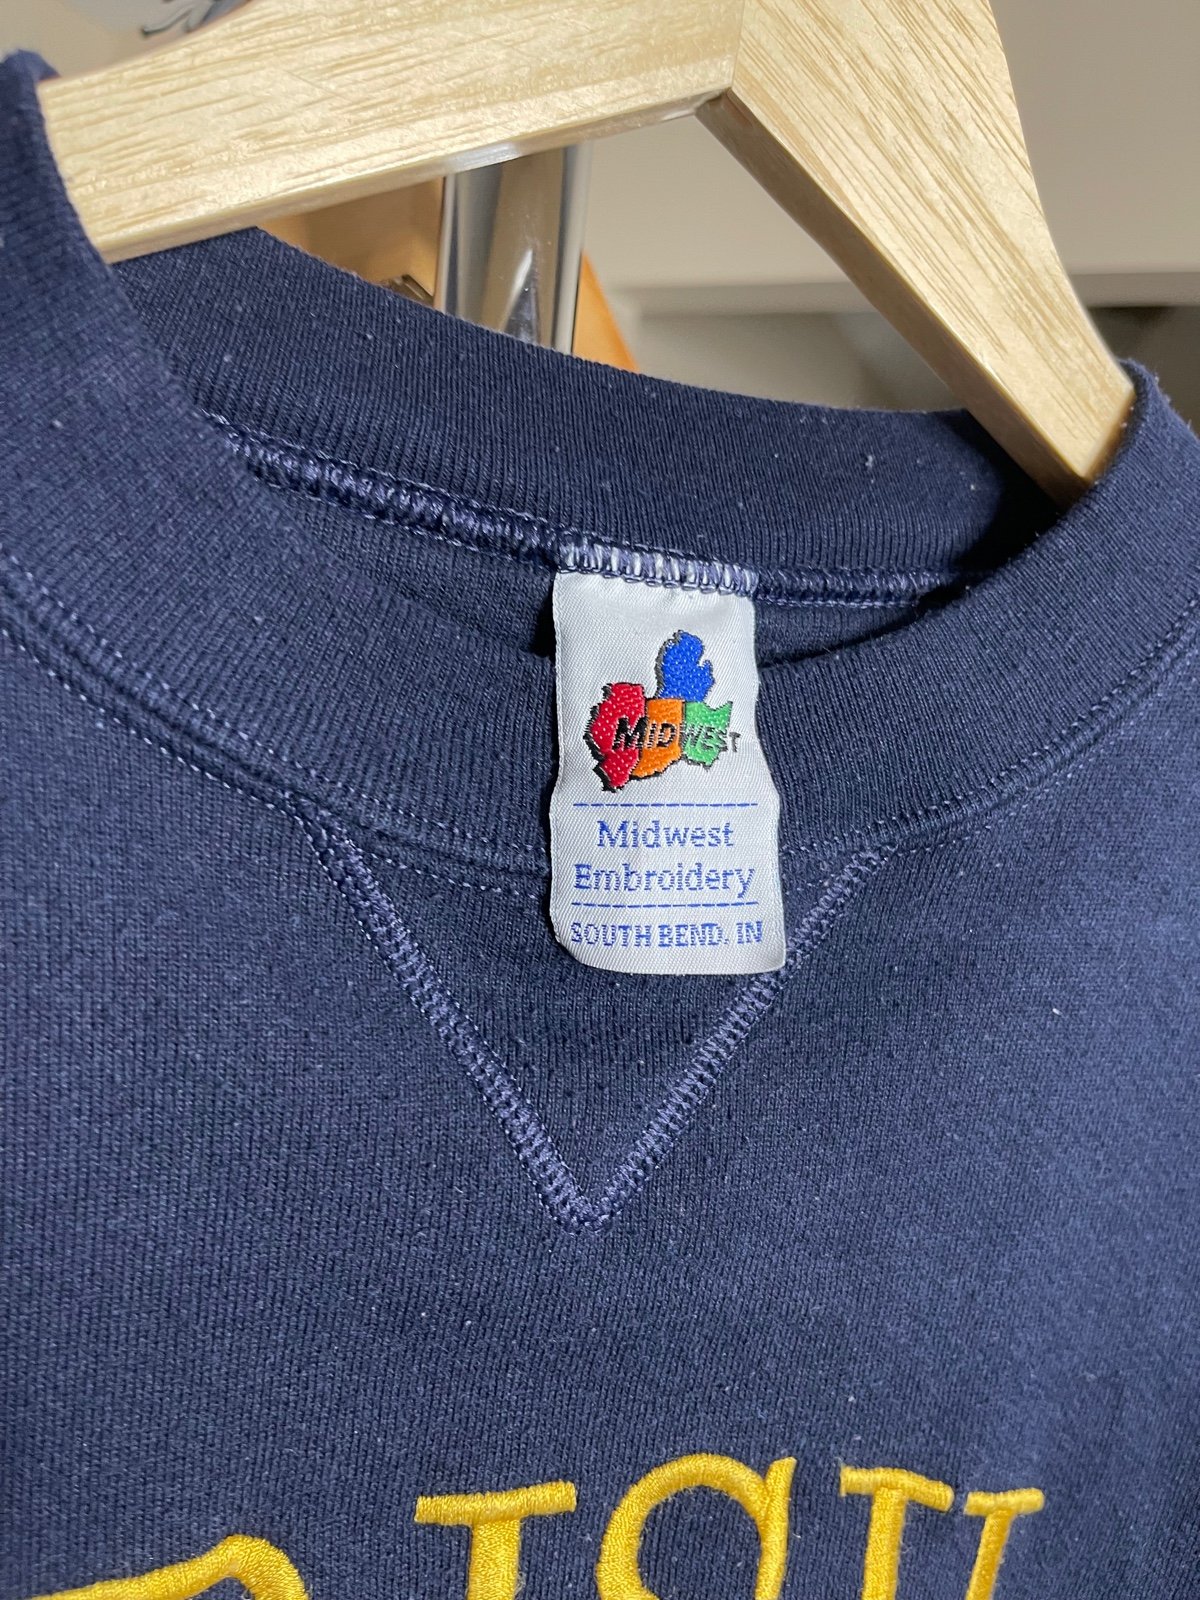 MIDWEST
Midwest
Embroidery
SOUTH BEND, IN